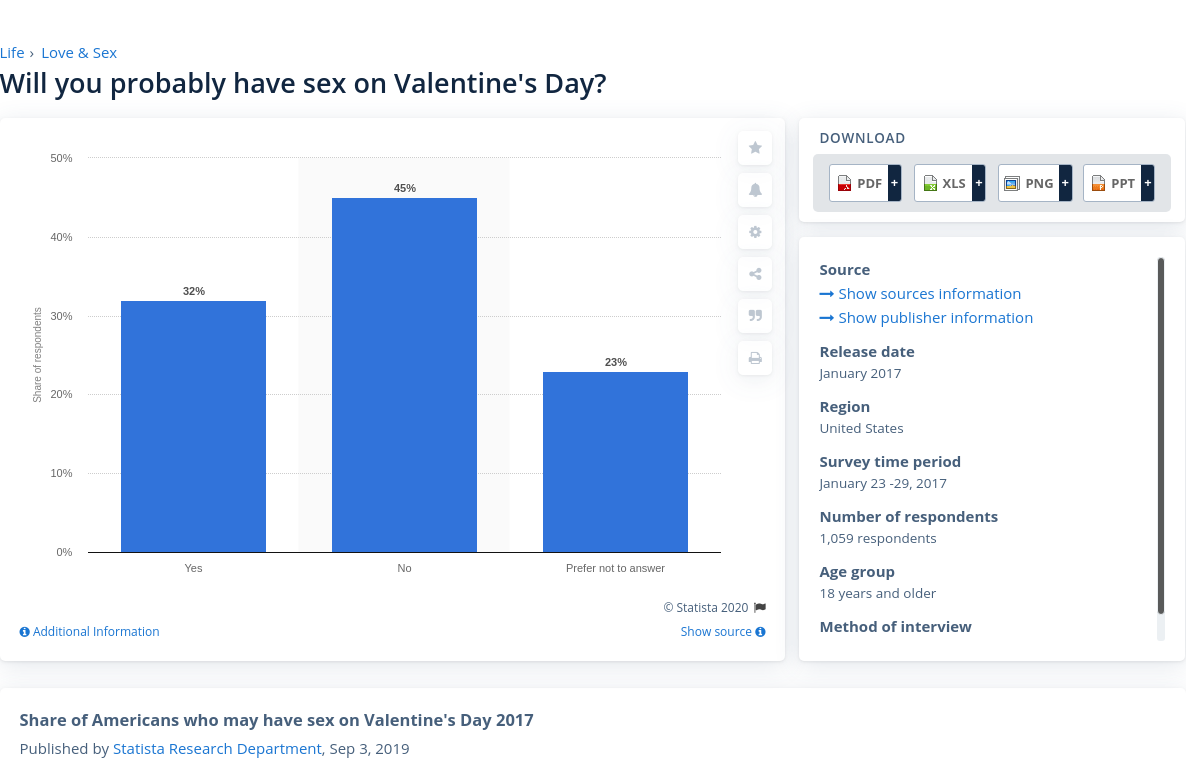 Life › Love & Sex
Will you probably have sex on Valentine's Day?
50%
40%
30%
20%
10%
0%
Share of respondents
32%
45%
23%
Yes
No
Prefer not to answer
© Statista 2020
Additional Information
Show source
DOWNLOAD
PDF + XLS + PNG + PPT +
Source
Show sources information
Show publisher information
Release date
January 2017
Region
United States
Survey time period
January 23 -29, 2017
Number of respondents
1,059 respondents
Age group
18 years and older
Method of interview
Share of Americans who may have sex on Valentine's Day 2017
Published by Statista Research Department, Sep 3, 2019